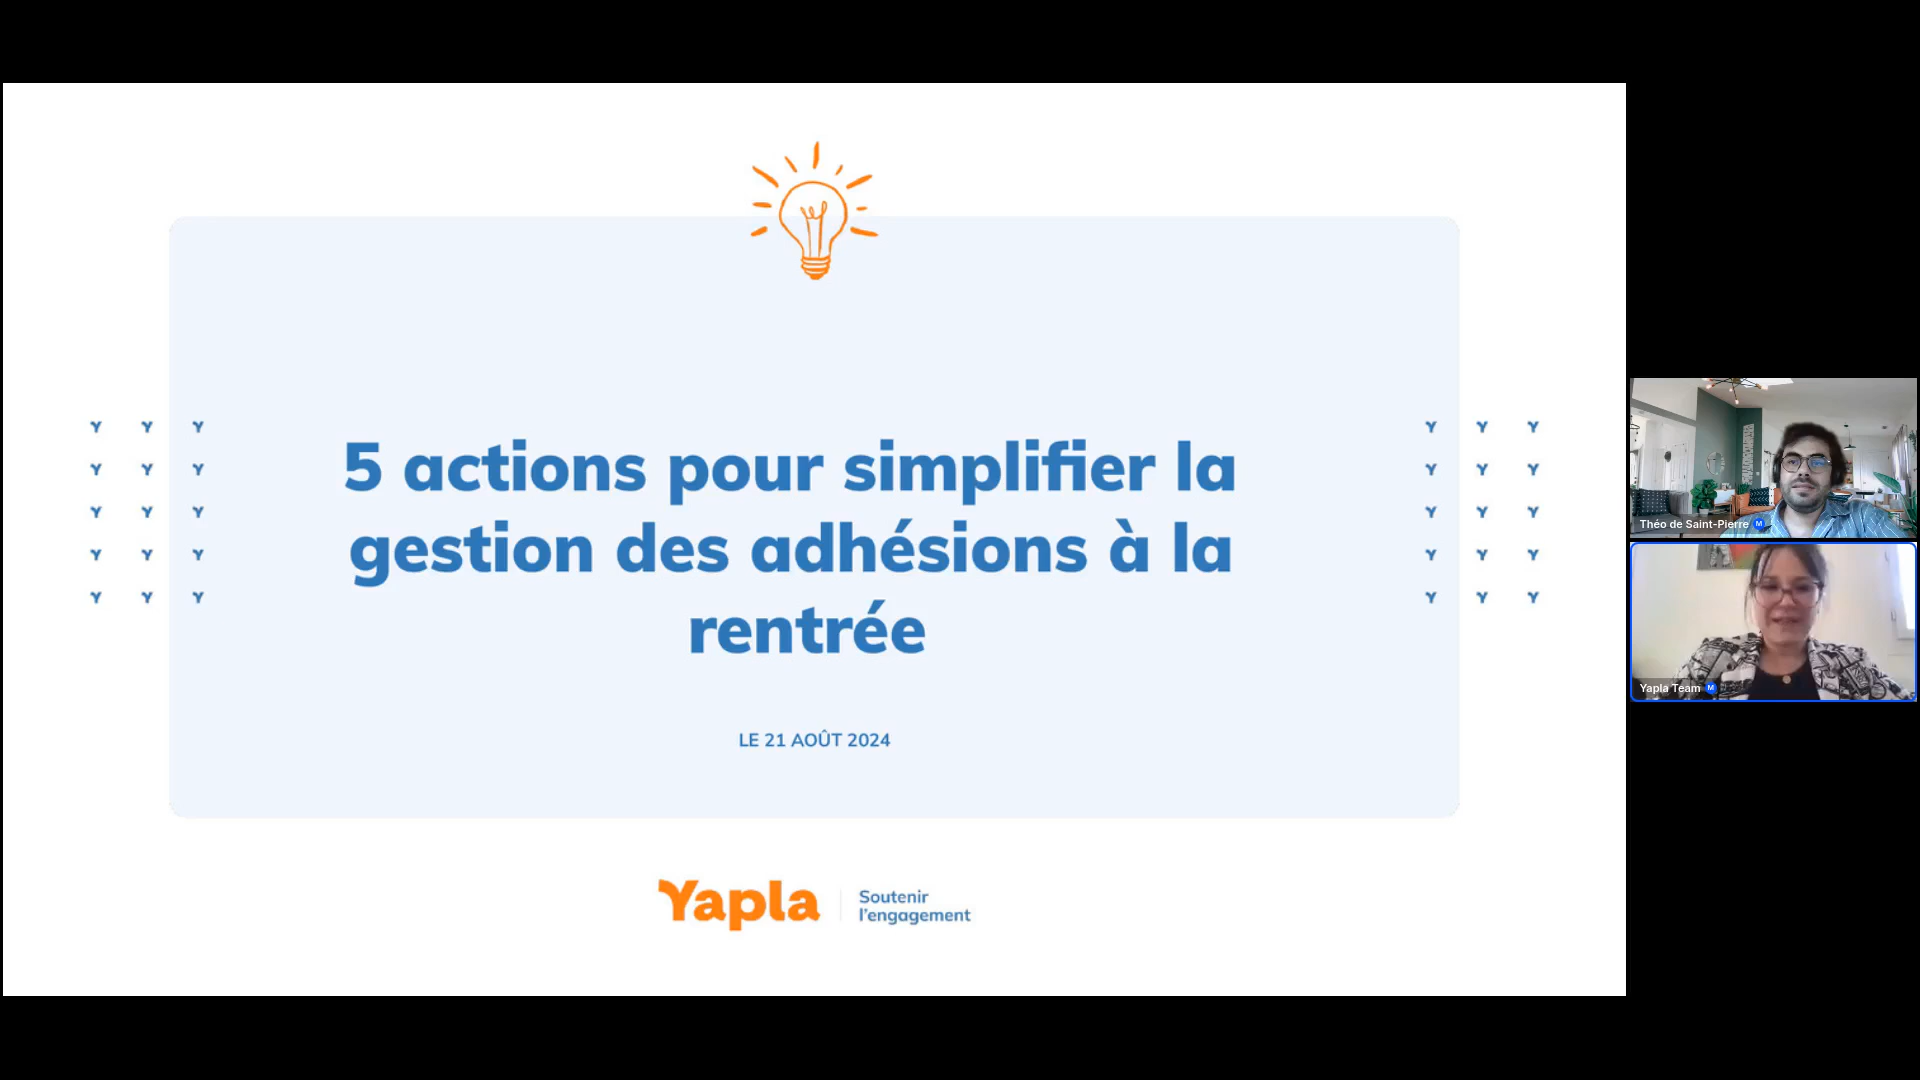 5 actions pour simplifier la
gestion des adhésions à la
rentrée
LE 21 AOÛT 2024
Yapla
Soutenir
l'engagement
Théo de Saint-Pierre M
Yapla Team M